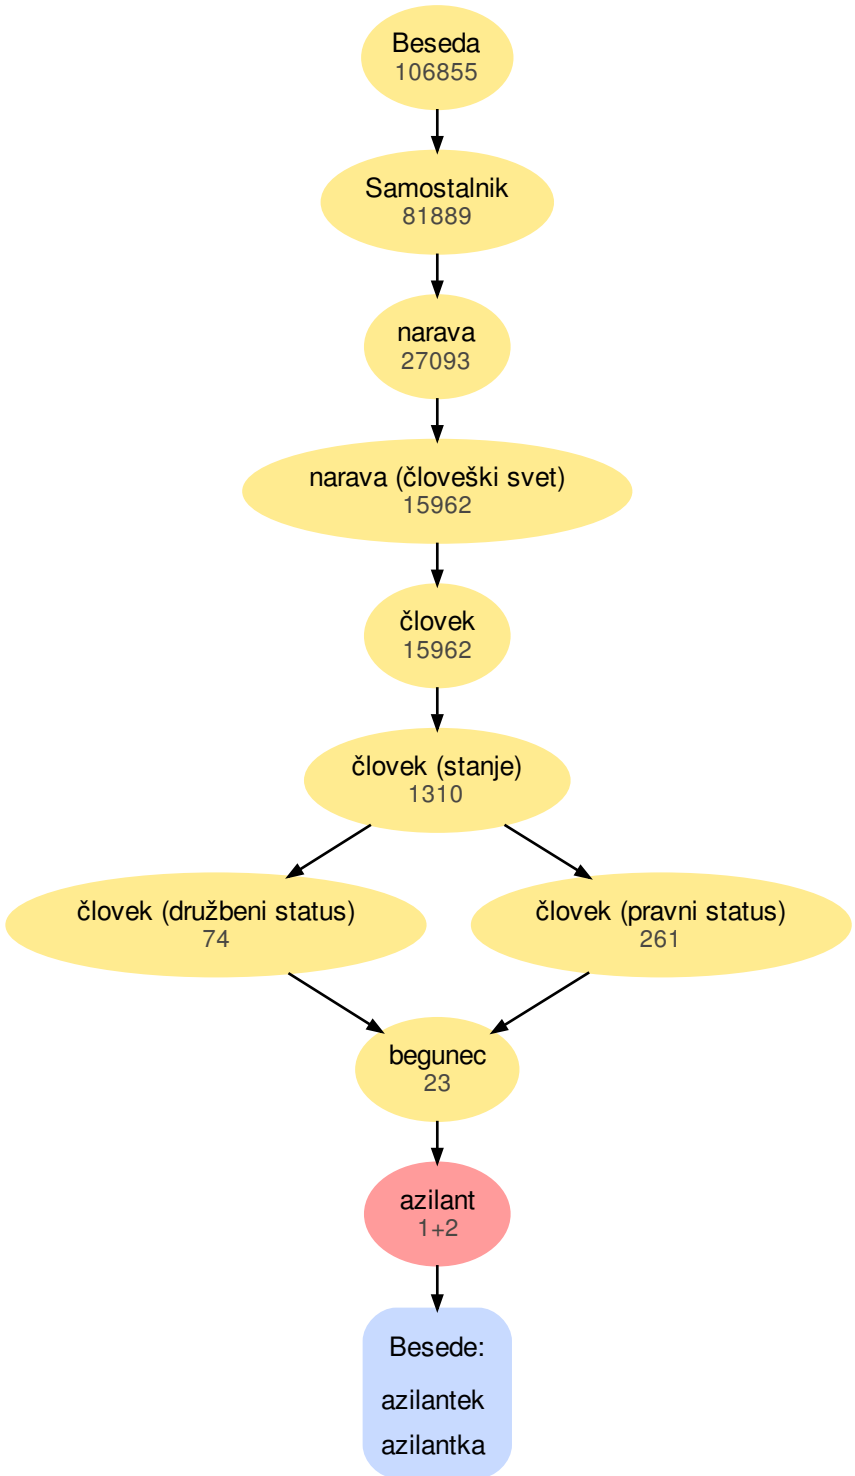 Beseda
106855
Samostalnik
81889
narava
27093
narava (človeški svet)
15962
človek
15962
človek (stanje)
1310
človek (družbeni status)
74
človek (pravni status)
261
begunec
23
azilant
1+2
Besede:
azilantek
azilantka